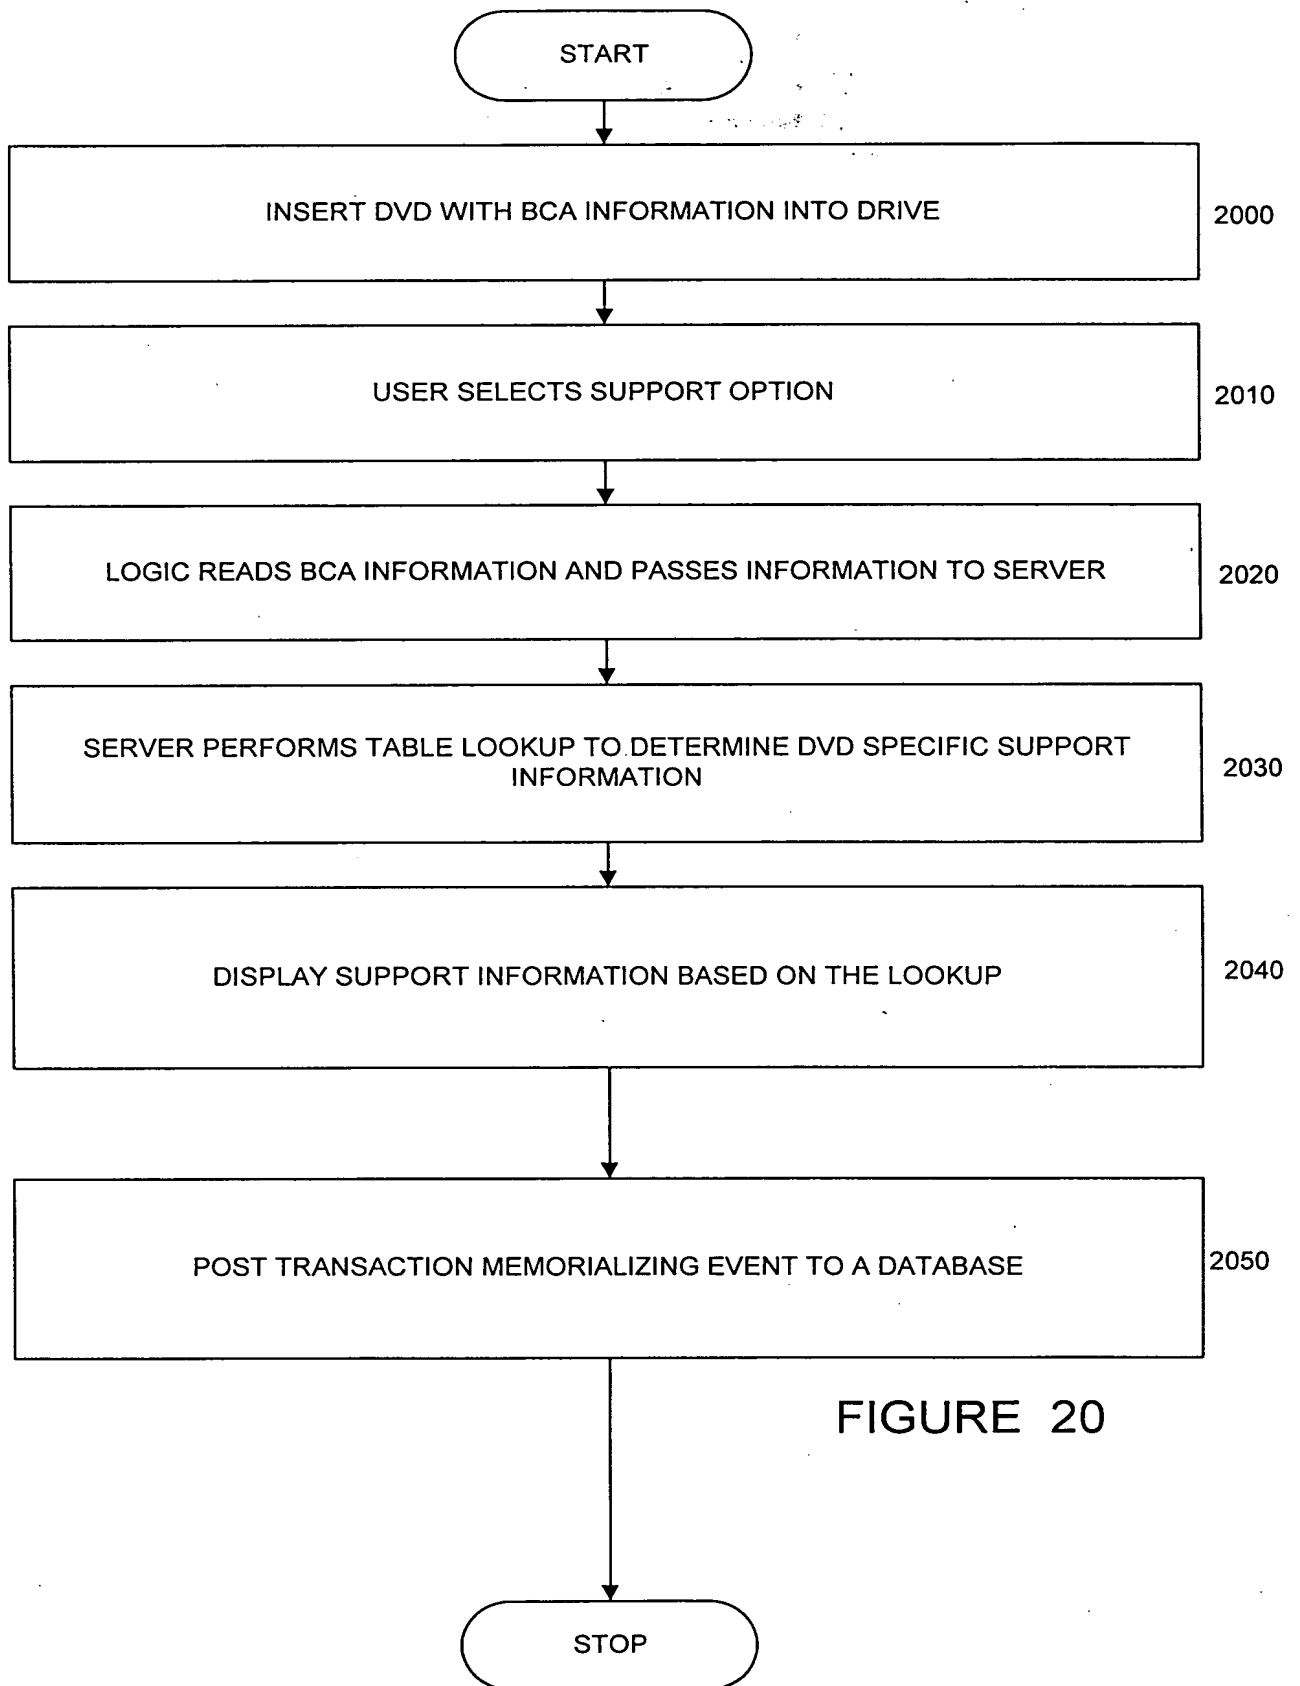 START
INSERT DVD WITH BCA INFORMATION INTO DRIVE
2000
USER SELECTS SUPPORT OPTION
2010
LOGIC READS BCA INFORMATION AND PASSES INFORMATION TO SERVER
2020
SERVER PERFORMS TABLE LOOKUP TO DETERMINE DVD SPECIFIC SUPPORT
INFORMATION
2030
DISPLAY SUPPORT INFORMATION BASED ON THE LOOKUP
2040
POST TRANSACTION MEMORIALIZING EVENT TO A DATABASE
2050
FIGURE 20
STOP